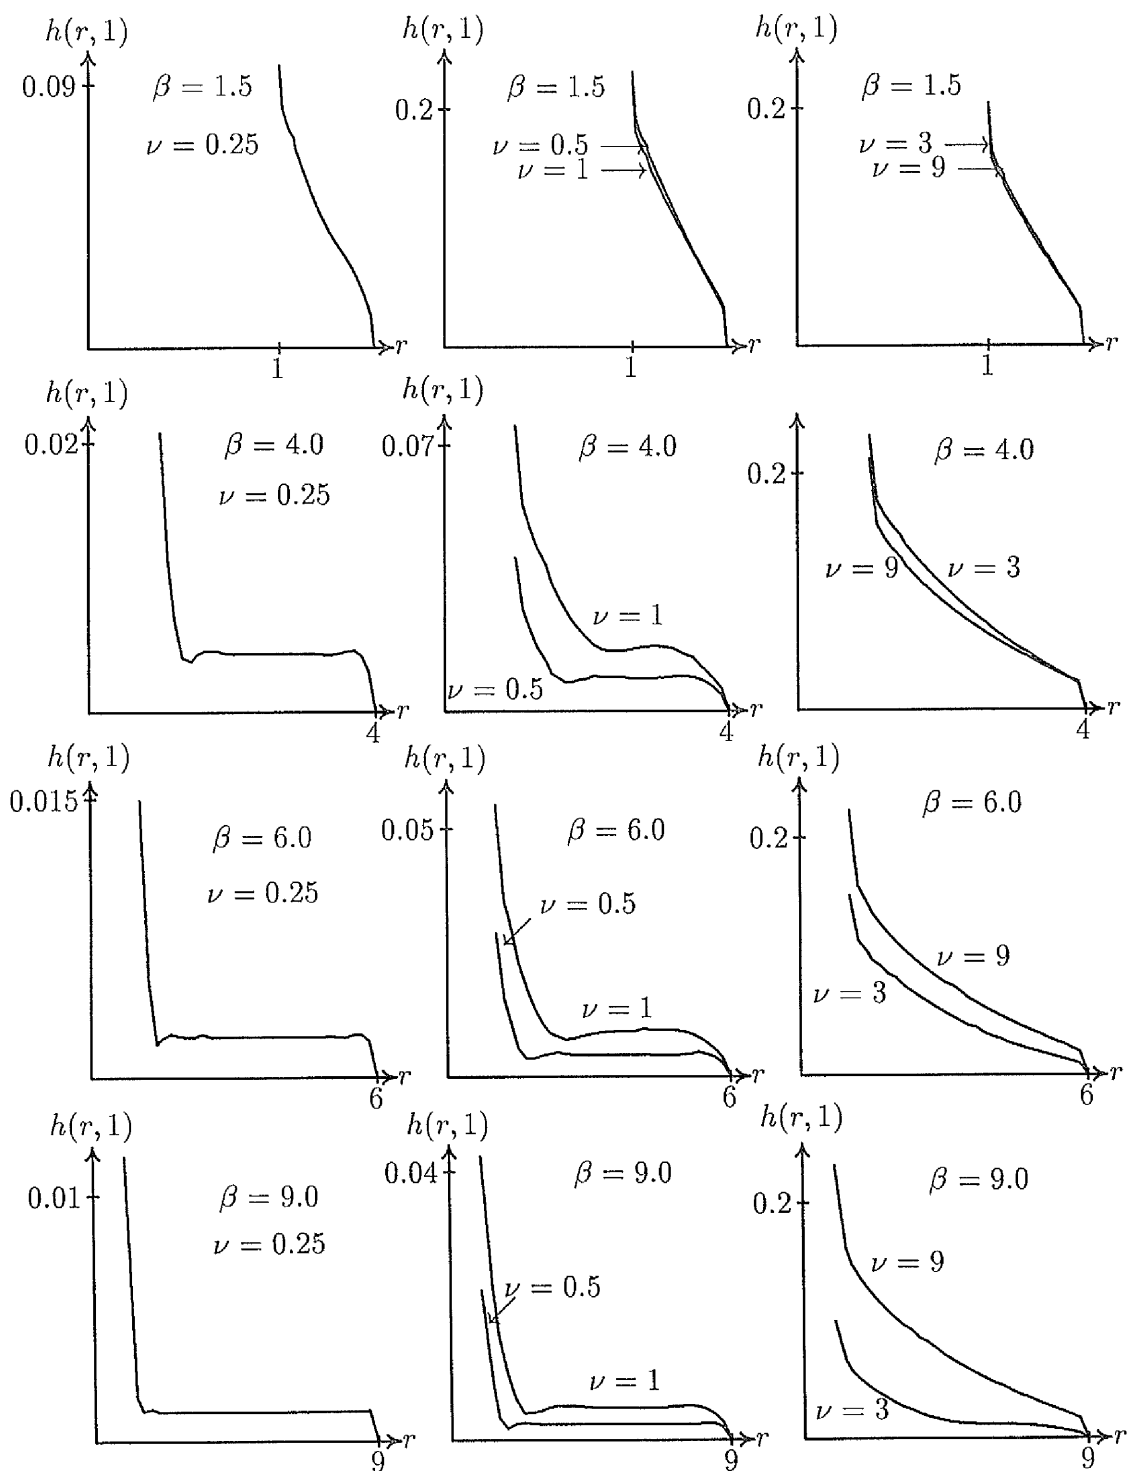 h(r, 1)
0.09
β = 1.5
ν = 0.25
1
r
h(r, 1)
0.2
β = 1.5
ν = 0.5
ν = 1
1
r
h(r, 1)
0.2
β = 1.5
ν = 3
ν = 9
1
r
h(r, 1)
0.02
β = 4.0
ν = 0.25
4
r
h(r, 1)
0.07
β = 4.0
ν = 1
ν = 0.5
4
r
0.2
β = 4.0
ν = 9
ν = 3
4
r
h(r, 1)
0.015
β = 6.0
ν = 0.25
6
r
h(r, 1)
0.05
β = 6.0
ν = 0.5
ν = 1
6
r
h(r, 1)
0.2
β = 6.0
ν = 9
ν = 3
6
r
h(r, 1)
0.01
β = 9.0
ν = 0.25
9
r
h(r, 1)
0.04
β = 9.0
ν = 0.5
ν = 1
9
r
h(r, 1)
0.2
β = 9.0
ν = 9
ν = 3
9
r